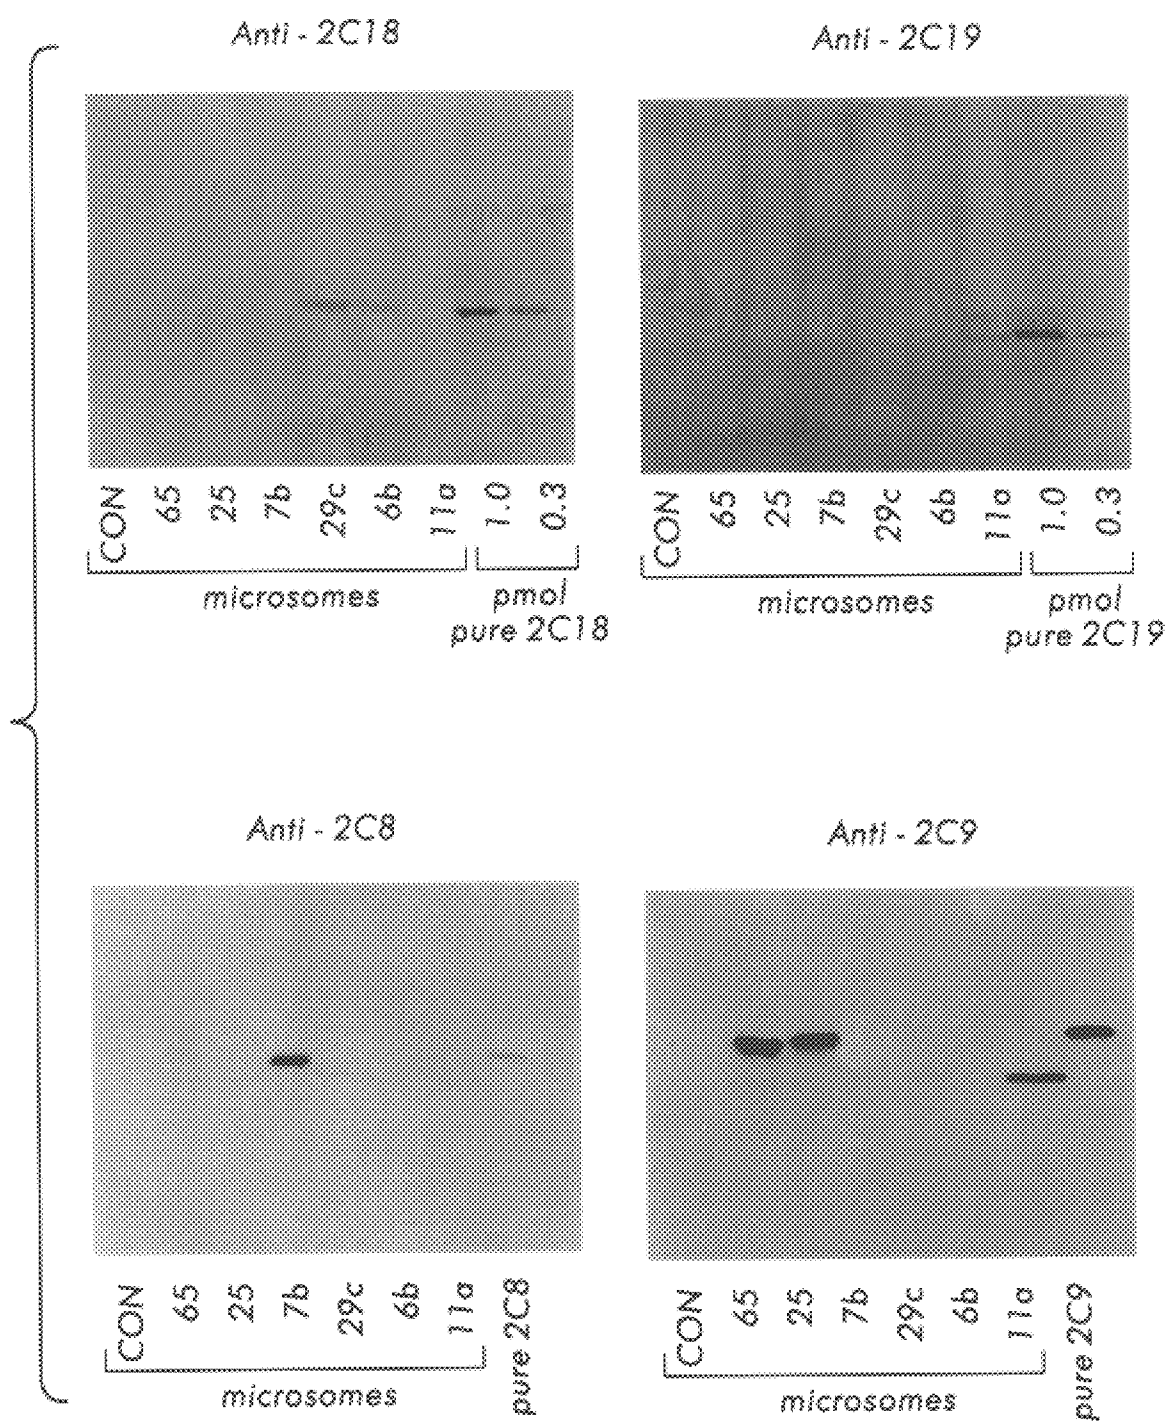 Anti - 2C18
CON 65 25 7b 29c 6b 11a 1.0 0.3
microsomes pmol
pure 2C18
Anti - 2C19
CON 65 25 7b 29c 6b 11a 1.0 0.3
microsomes pmol
pure 2C19
Anti - 2C8
CON 65 25 7b 29c 6b 11a pure 2C8
microsomes
Anti - 2C9
CON 65 25 7b 29c 6b 11a pure 2C9
microsomes